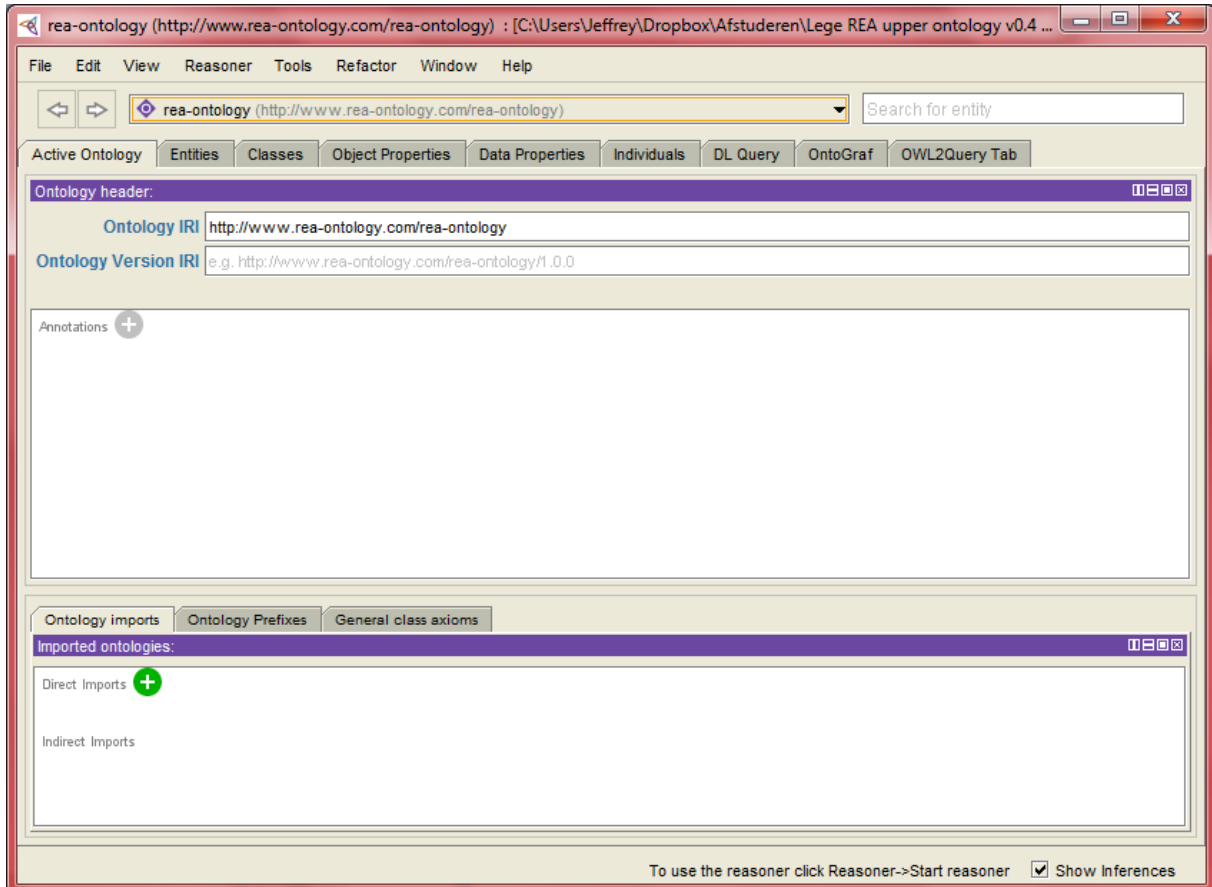 rea-ontology (http://www.rea-ontology.com/rea-ontology) : [C:\Users\Jeffrey\Dropbox\Afstuderen\Lege REA upper ontology v0.4 ...
File Edit View Reasoner Tools Refactor Window Help
rea-ontology (http://www.rea-ontology.com/rea-ontology) Search for entity
Active Ontology Entities Classes Object Properties Data Properties Individuals DL Query OntoGraf OWL2Query Tab
Ontology header:
Ontology IRI http://www.rea-ontology.com/rea-ontology
Ontology Version IRI e.g. http://www.rea-ontology.com/rea-ontology/1.0.0
Annotations
Ontology imports Ontology Prefixes General class axioms
Imported ontologies:
Direct Imports
Indirect Imports
To use the reasoner click Reasoner->Start reasoner Show Inferences